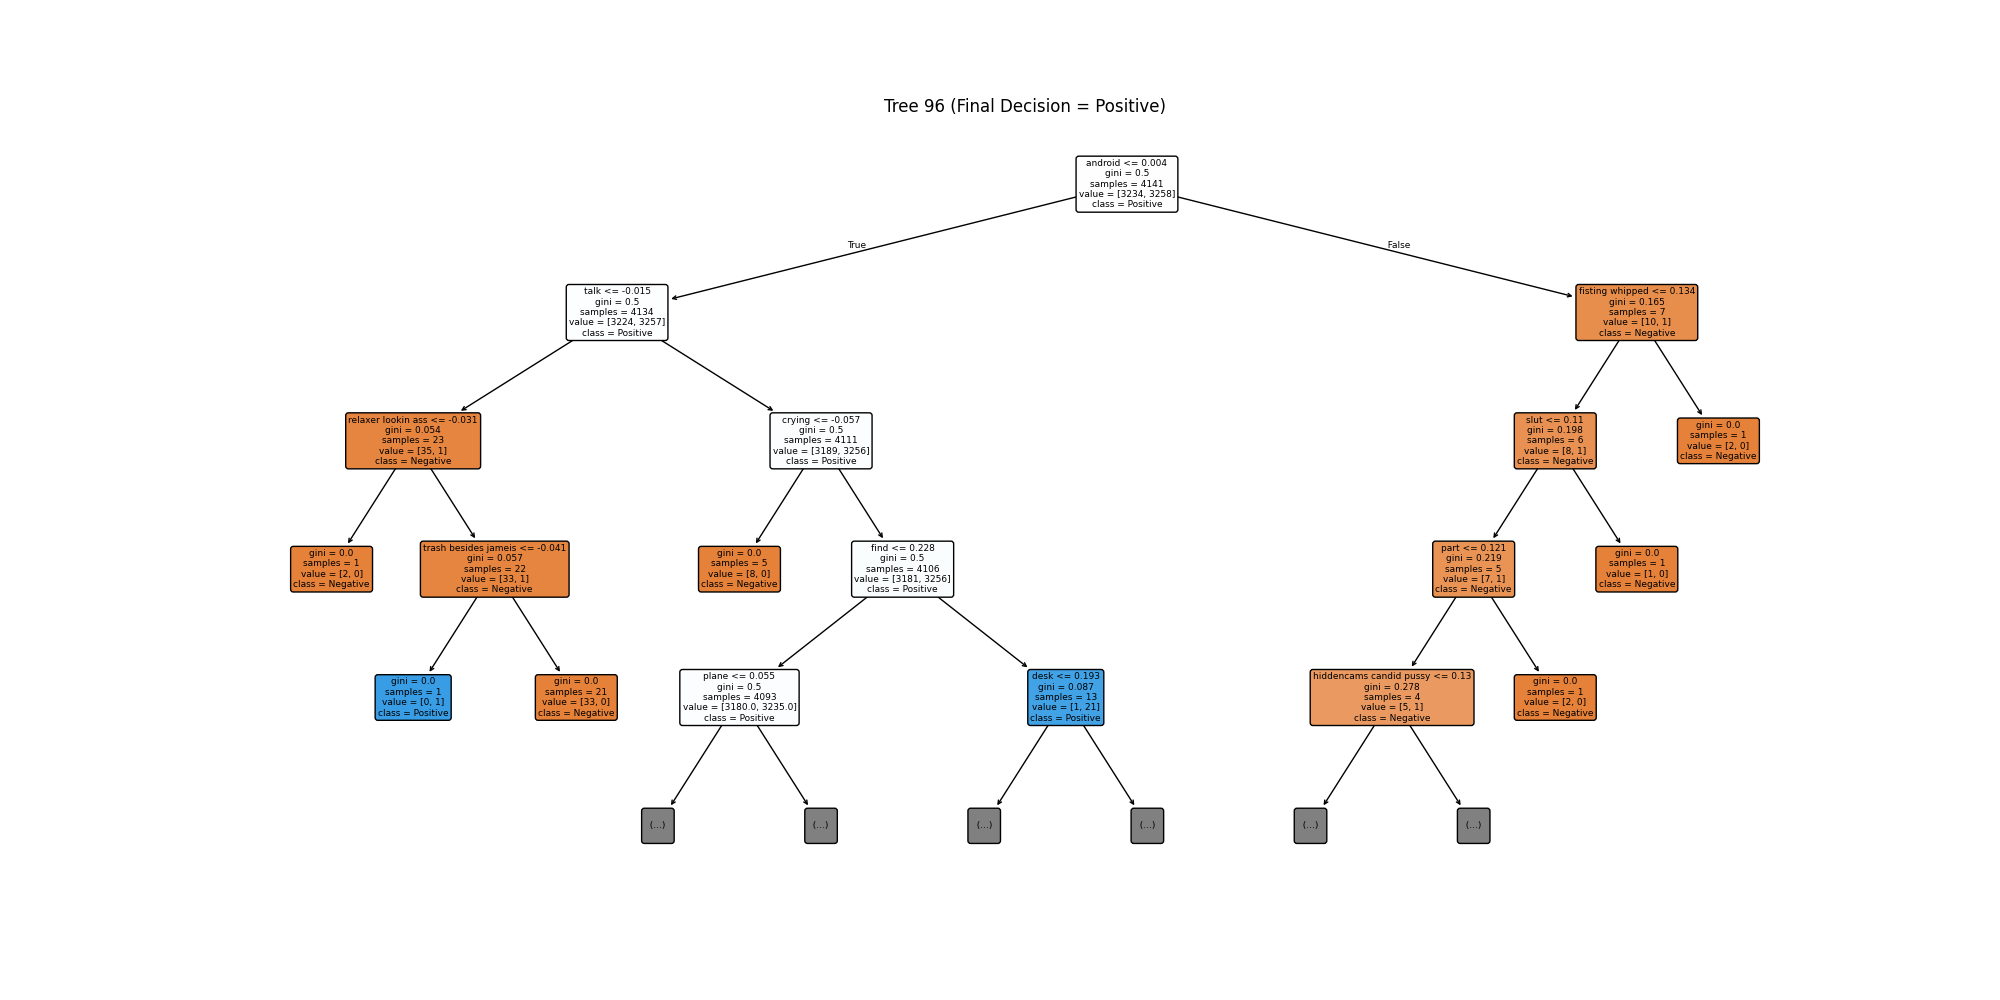 Tree 96 (Final Decision = Positive)
android <= 0.004
gini = 0.5
samples = 4141
value = [3234, 3258]
class = Positive
True
False
talk <= -0.015
gini = 0.5
samples = 4134
value = [3224, 3257]
class = Positive
fisting whipped <= 0.134
gini = 0.165
samples = 7
value = [10, 1]
class = Negative
relaxer lookin ass <= -0.031
gini = 0.054
samples = 23
value = [35, 1]
class = Negative
crying <= -0.057
gini = 0.5
samples = 4111
value = [3189, 3256]
class = Positive
slut <= 0.11
gini = 0.198
samples = 6
value = [8, 1]
class = Negative
gini = 0.0
samples = 1
value = [2, 0]
class = Negative
gini = 0.0
samples = 1
value = [2, 0]
class = Negative
trash besides jameis <= -0.041
gini = 0.057
samples = 22
value = [33, 1]
class = Negative
gini = 0.0
samples = 5
value = [8, 0]
class = Negative
find <= 0.228
gini = 0.5
samples = 4106
value = [3181, 3256]
class = Positive
part <= 0.121
gini = 0.219
samples = 5
value = [7, 1]
class = Negative
gini = 0.0
samples = 1
value = [1, 0]
class = Negative
gini = 0.0
samples = 1
value = [0, 1]
class = Positive
gini = 0.0
samples = 21
value = [33, 0]
class = Negative
plane <= 0.055
gini = 0.5
samples = 4093
value = [3180.0, 3235.0]
class = Positive
desk <= 0.193
gini = 0.087
samples = 13
value = [1, 21]
class = Positive
hiddencams candid pussy <= 0.13
gini = 0.278
samples = 4
value = [5, 1]
class = Negative
gini = 0.0
samples = 1
value = [2, 0]
class = Negative
(...)
(...)
(...)
(...)
(...)
(...)